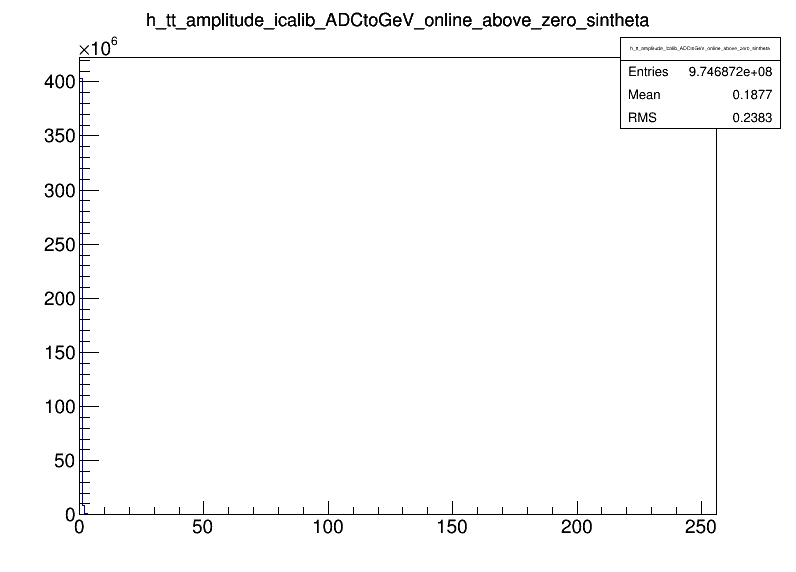 h_tt_amplitude_icalib_ADCtoGeV_online_above_zero_sintheta
×10⁶
h_tt_amplitude_icalib_ADCtoGeV_online_above_zero_sintheta
Entries 9.746872e+08
Mean 0.1877
RMS 0.2383
400
350
300
250
200
150
100
50
0
0 50 100 150 200 250